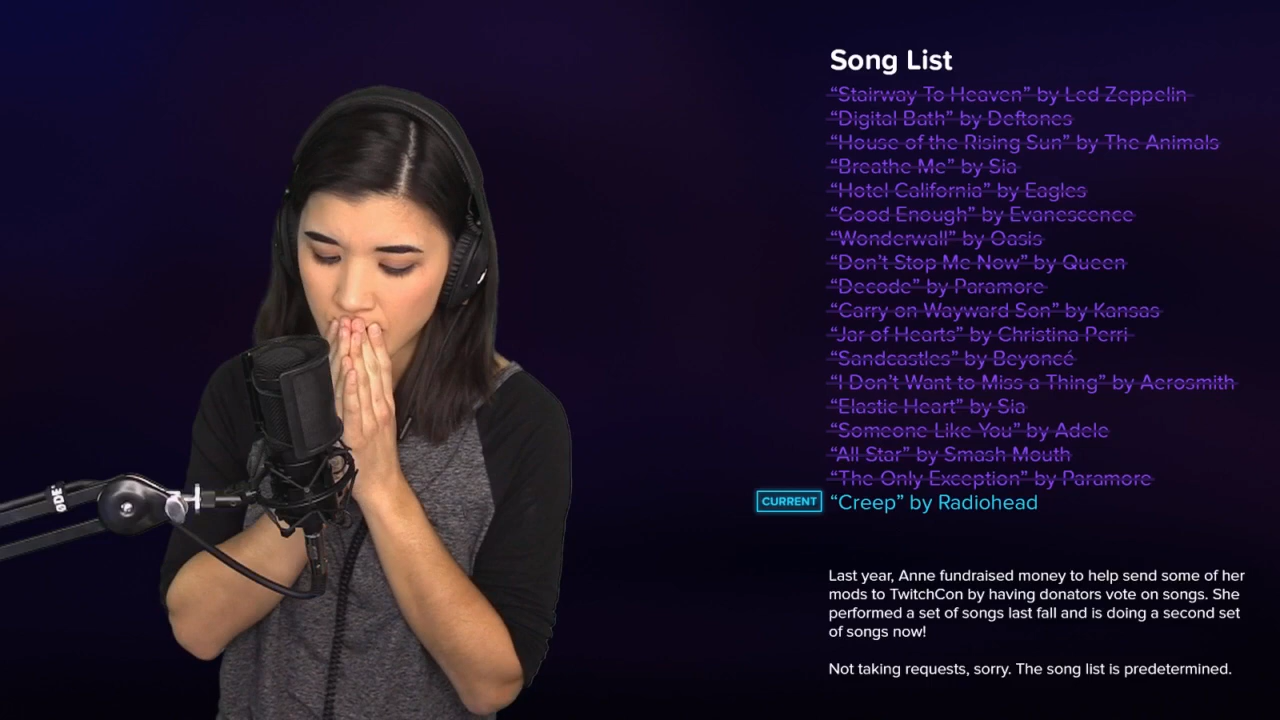 Song List
“Stairway To Heaven” by Led Zeppelin
“Digital Bath” by Deftones
“House of the Rising Sun” by The Animals
“Breathe Me” by Sia
“Hotel California” by Eagles
“Good Enough” by Evanescence
“Wonderwall” by Oasis
“Don’t Stop Me Now” by Queen
“Decode” by Paramore
“Carry on Wayward Son” by Kansas
“Jar of Hearts” by Christina Perri
“Sandcastles” by Beyoncé
“I Don’t Want to Miss a Thing” by Aerosmith
“Elastic Heart” by Sia
“Someone Like You” by Adele
“All Star” by Smash Mouth
“The Only Exception” by Paramore
CURRENT “Creep” by Radiohead
Last year, Anne fundraised money to help send some of her
mods to TwitchCon by having donators vote on songs. She
performed a set of songs last fall and is doing a second set
of songs now!
Not taking requests, sorry. The song list is predetermined.